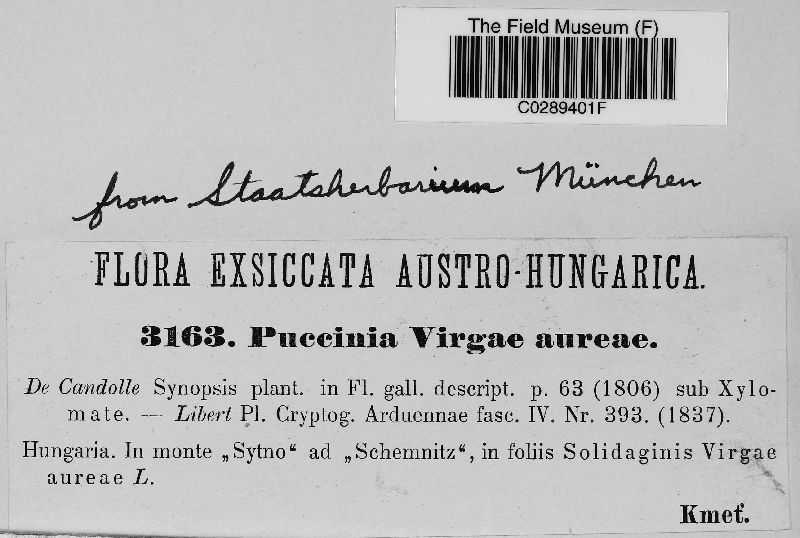 The Field Museum (F)
C0289401F
from Staatsherbarium München
FLORA EXSICCATA AUSTRO-HUNGARICA.
3163. Puccinia Virgae aureae.
De Candolle Synopsis plant. in Fl. gall. descript. p. 63 (1806) sub Xylo-
mate. — Libert Pl. Cryptog. Arduennae fasc. IV. Nr. 393. (1837).
Hungaria. In monte „Sytno“ ad „Schemnitz“, in foliis Solidaginis Virgae
aureae L.
Kmeť.